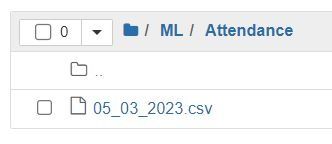 0 / ML / Attendance
..
05_03_2023.csv